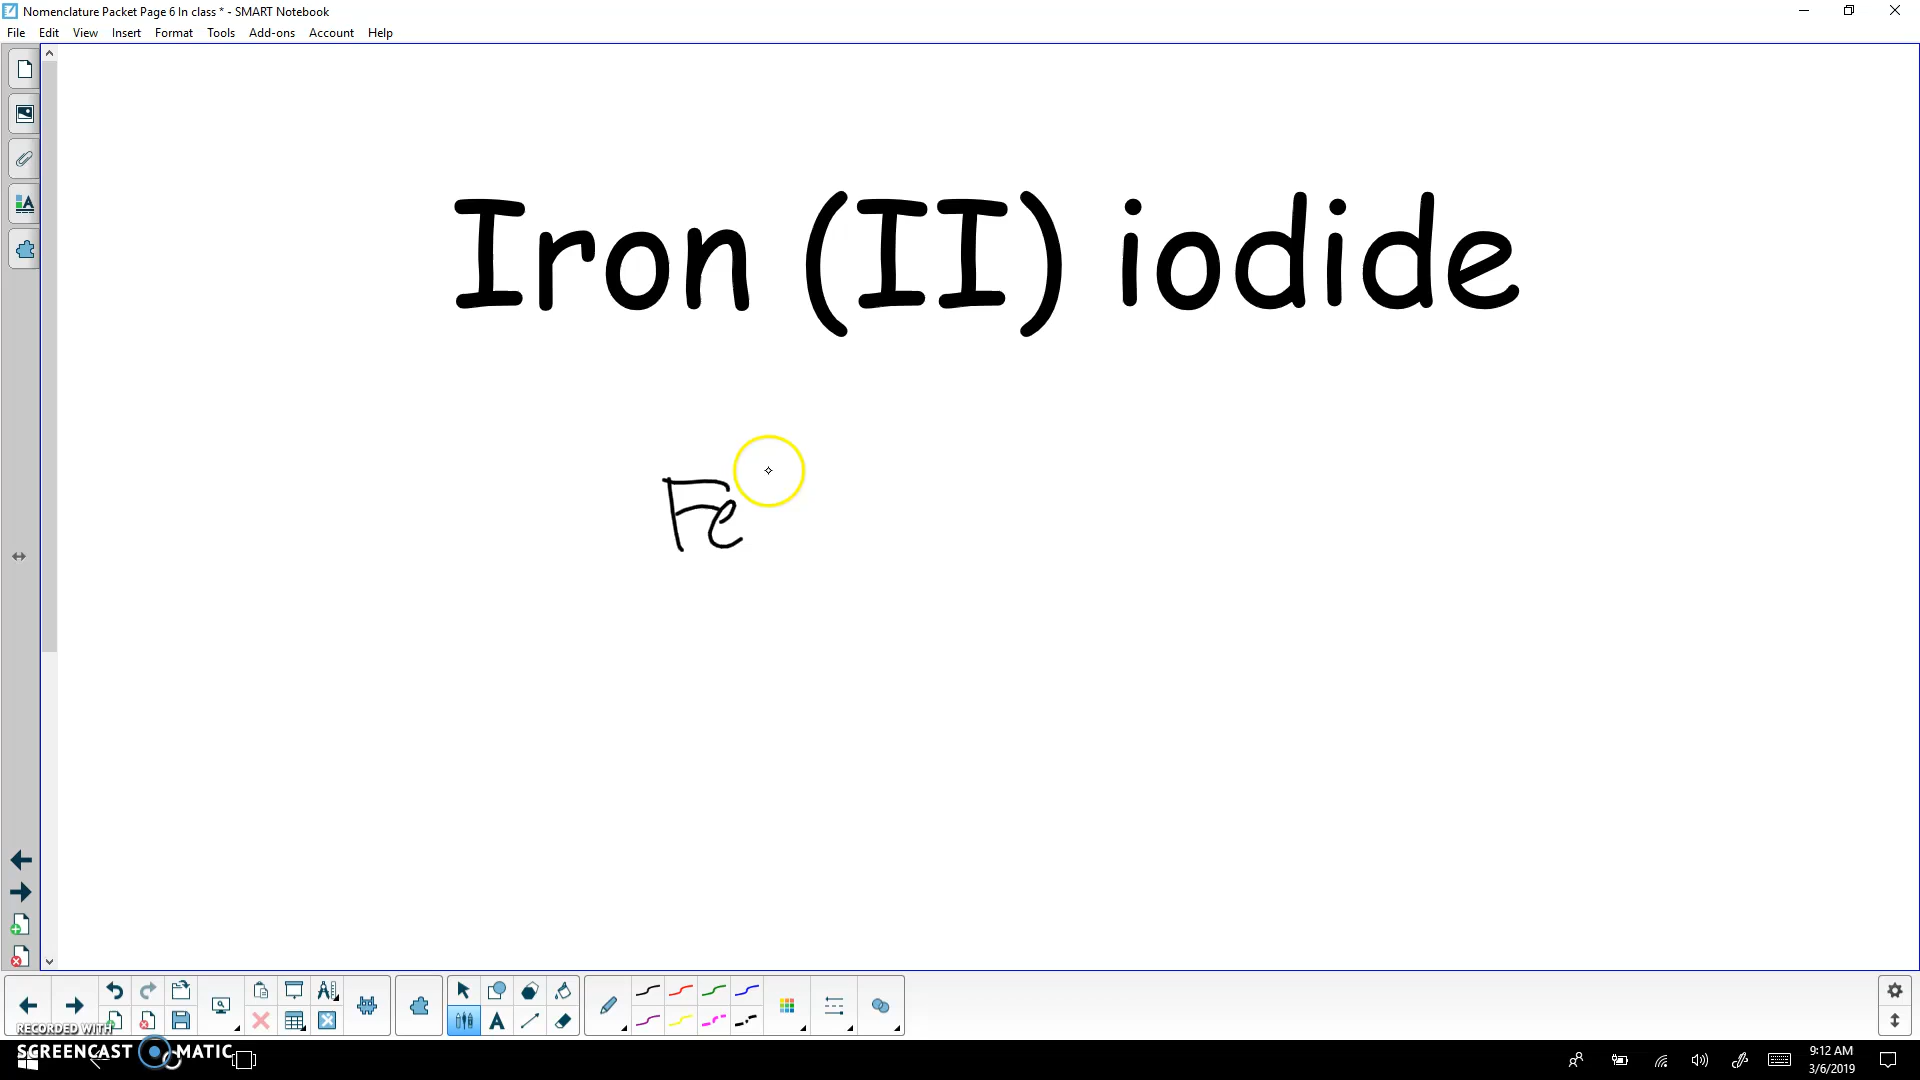 Nomenclature Packet Page 6 In class * - SMART Notebook
File Edit View Insert Format Tools Add-ons Account Help
Iron (II) iodide
Fe
RECORDED WITH
SCREENCAST MATIC
9:12 AM
3/6/2019